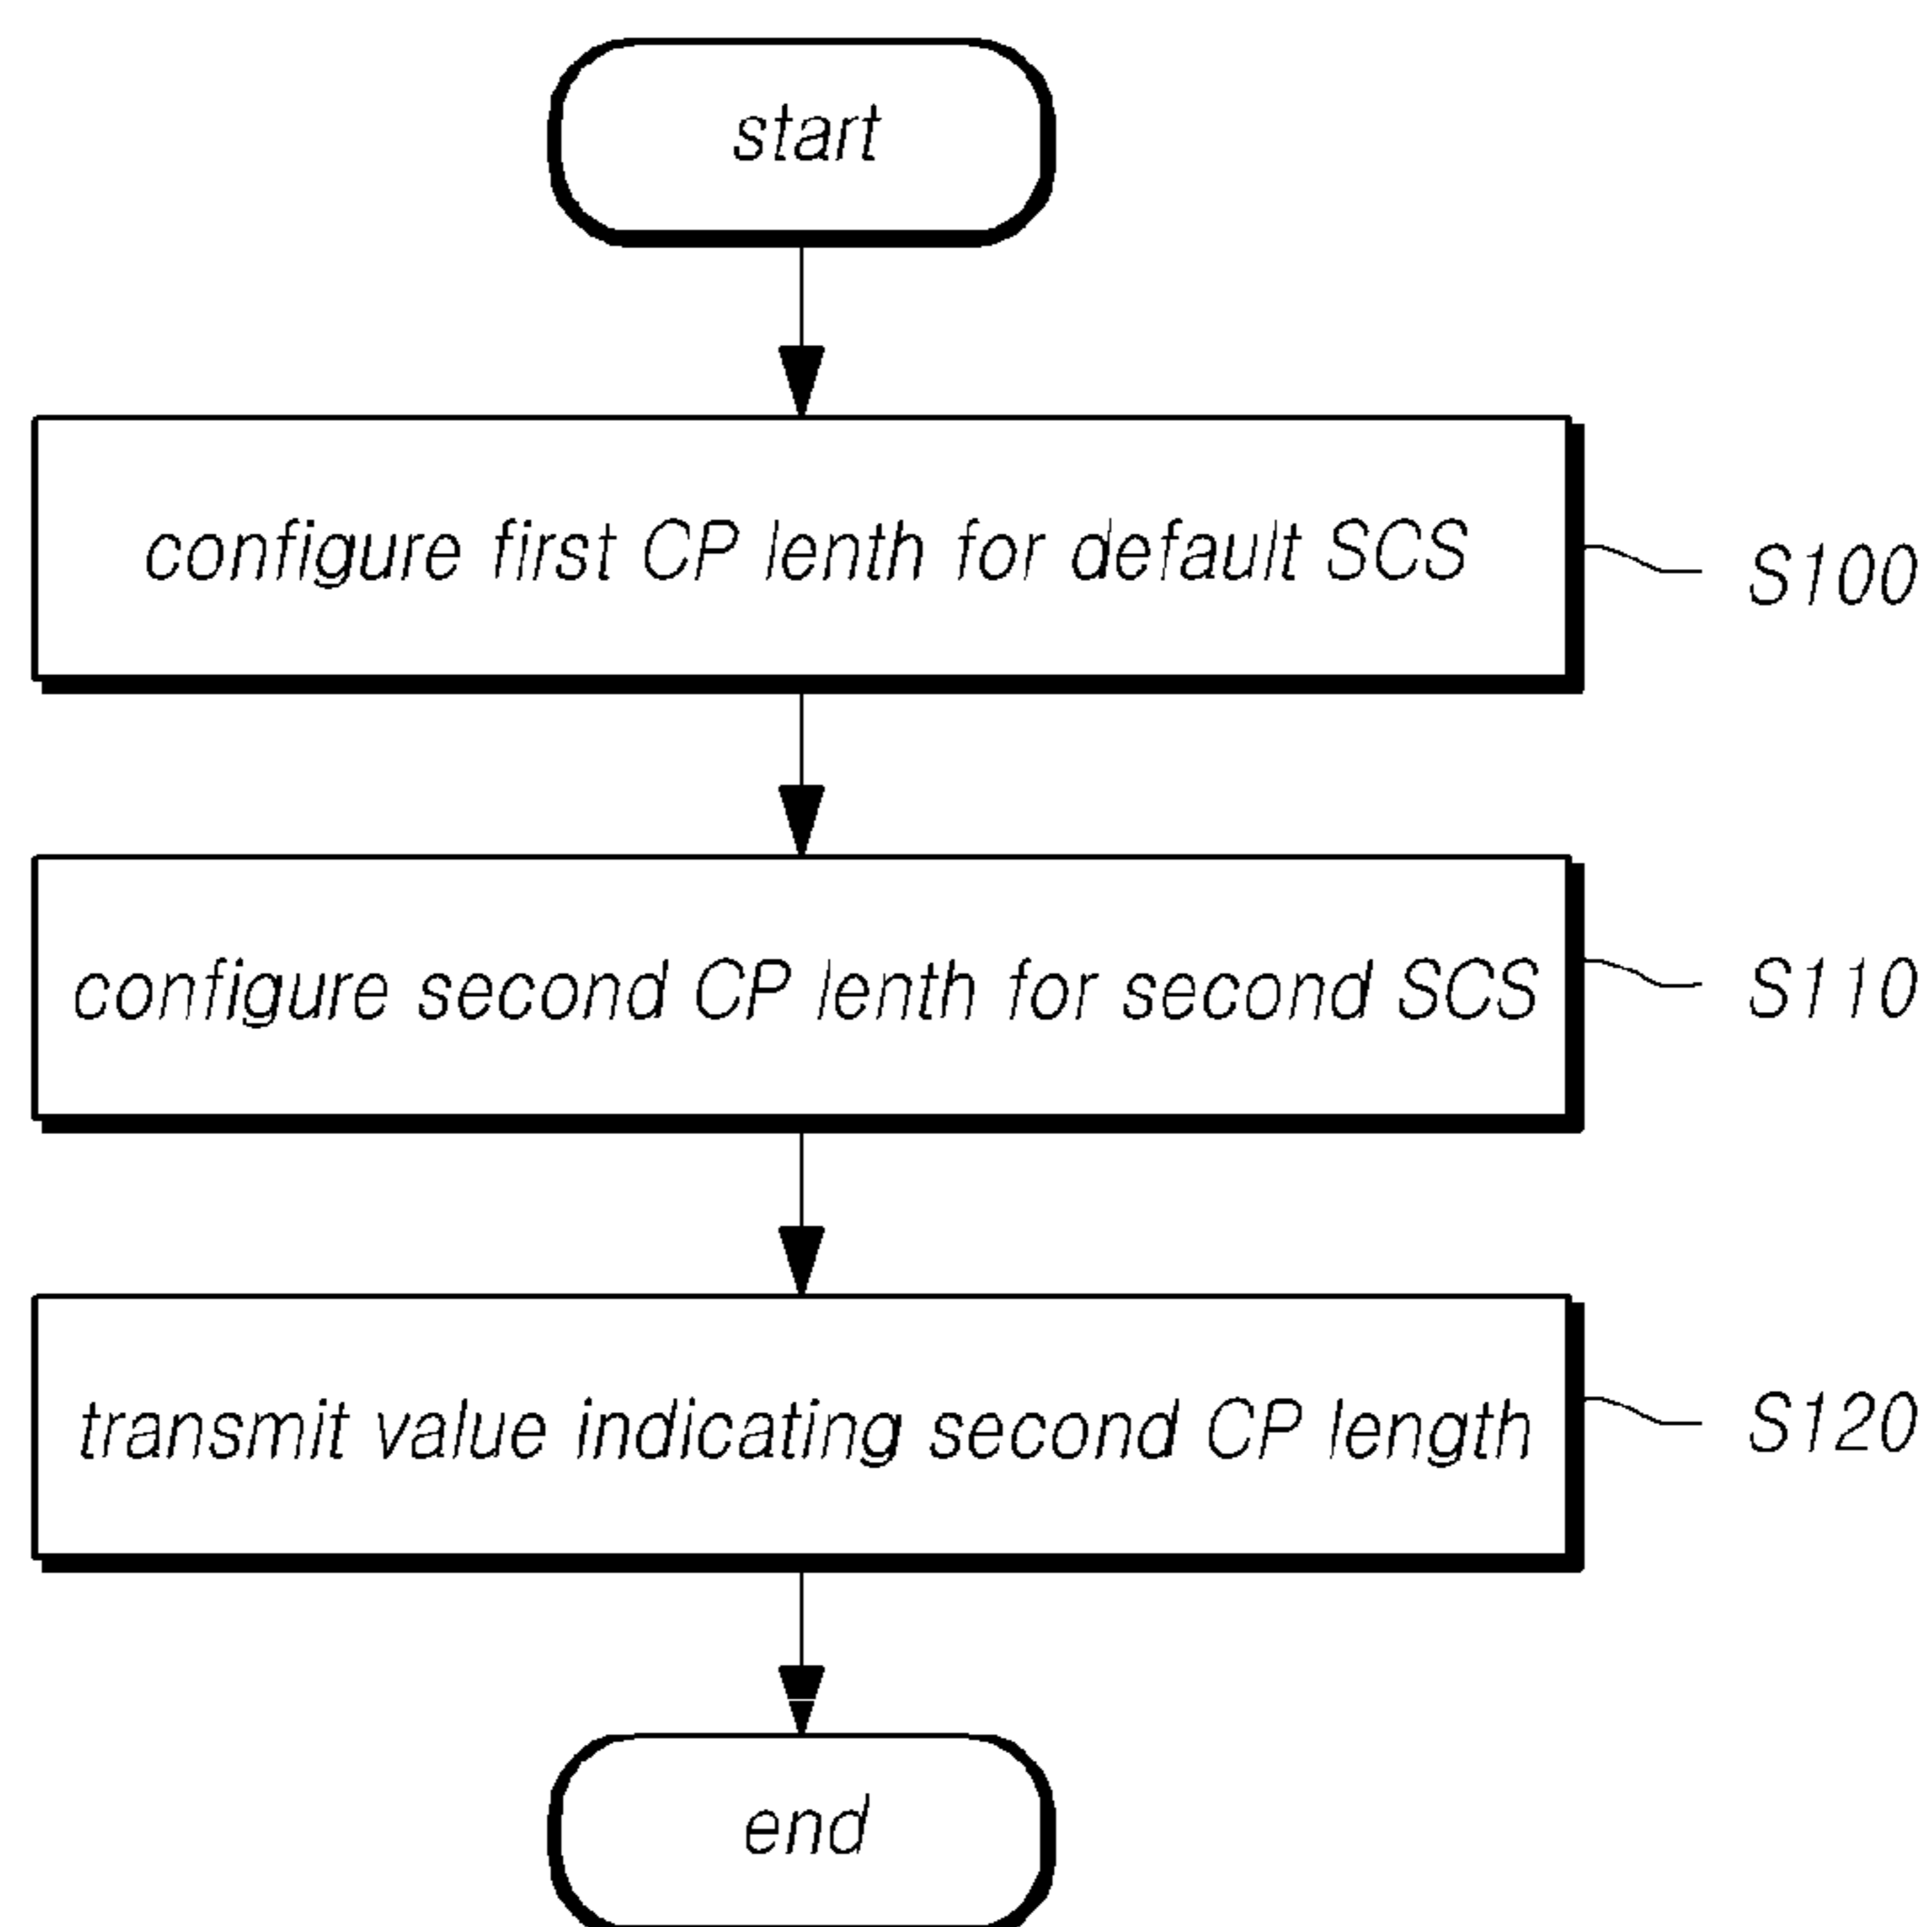 start
configure first CP lenth for default SCS
S100
configure second CP lenth for second SCS
S110
transmit value indicating second CP length
S120
end